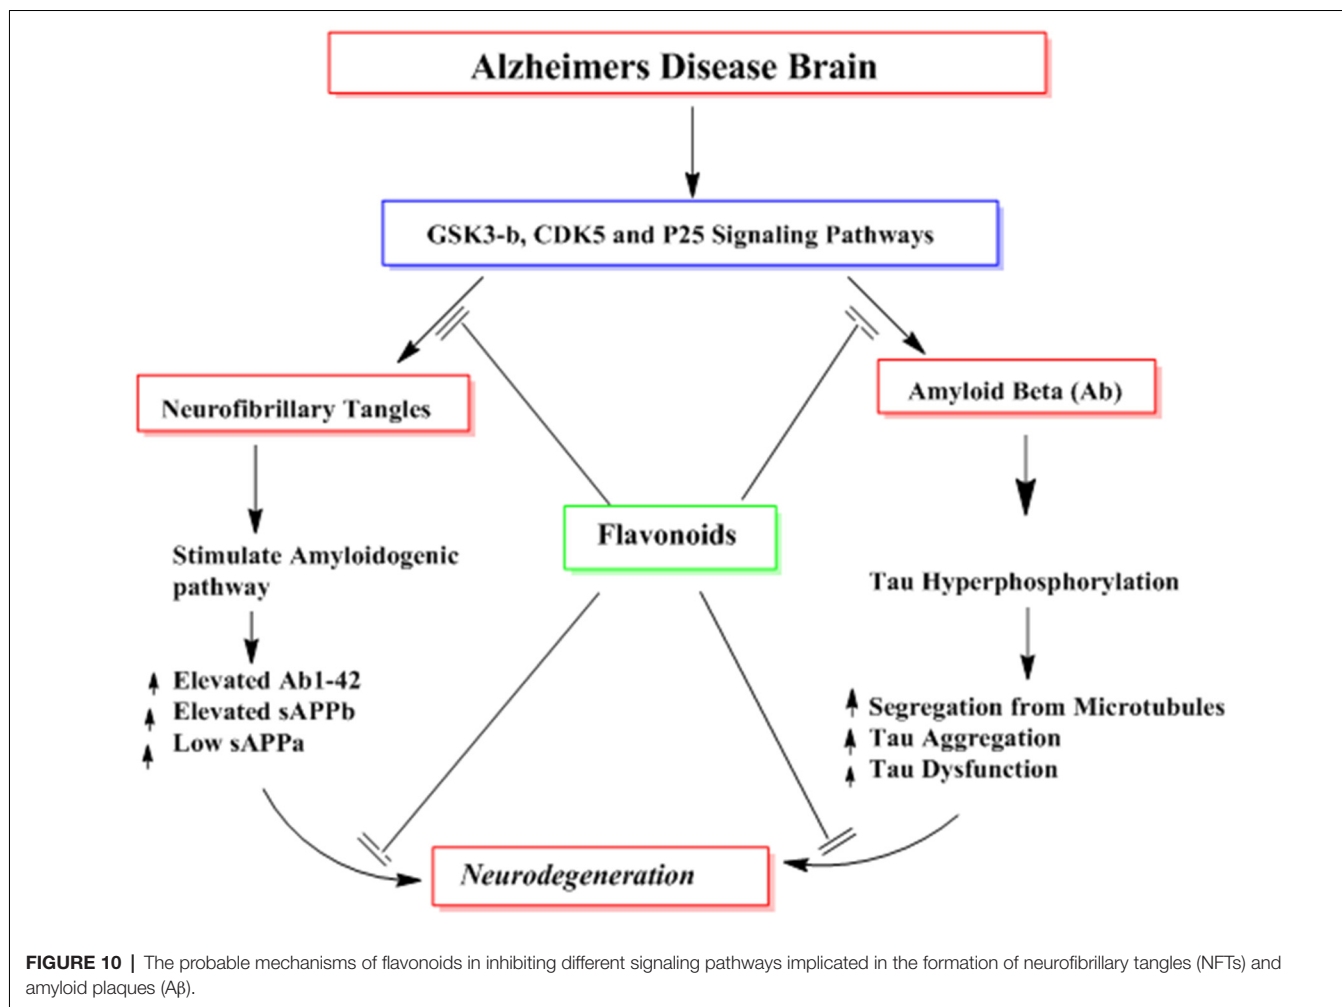 Alzheimers Disease Brain
GSK3-b, CDK5 and P25 Signaling Pathways
Neurofibrillary Tangles
Amyloid Beta (Ab)
Flavonoids
Stimulate Amyloidogenic
pathway
Tau Hyperphosphorylation
Elevated Ab1-42
Elevated sAPPb
Low sAPPa
Segregation from Microtubules
Tau Aggregation
Tau Dysfunction
Neurodegeneration
FIGURE 10 | The probable mechanisms of flavonoids in inhibiting different signaling pathways implicated in the formation of neurofibrillary tangles (NFTs) and
amyloid plaques (Aβ).